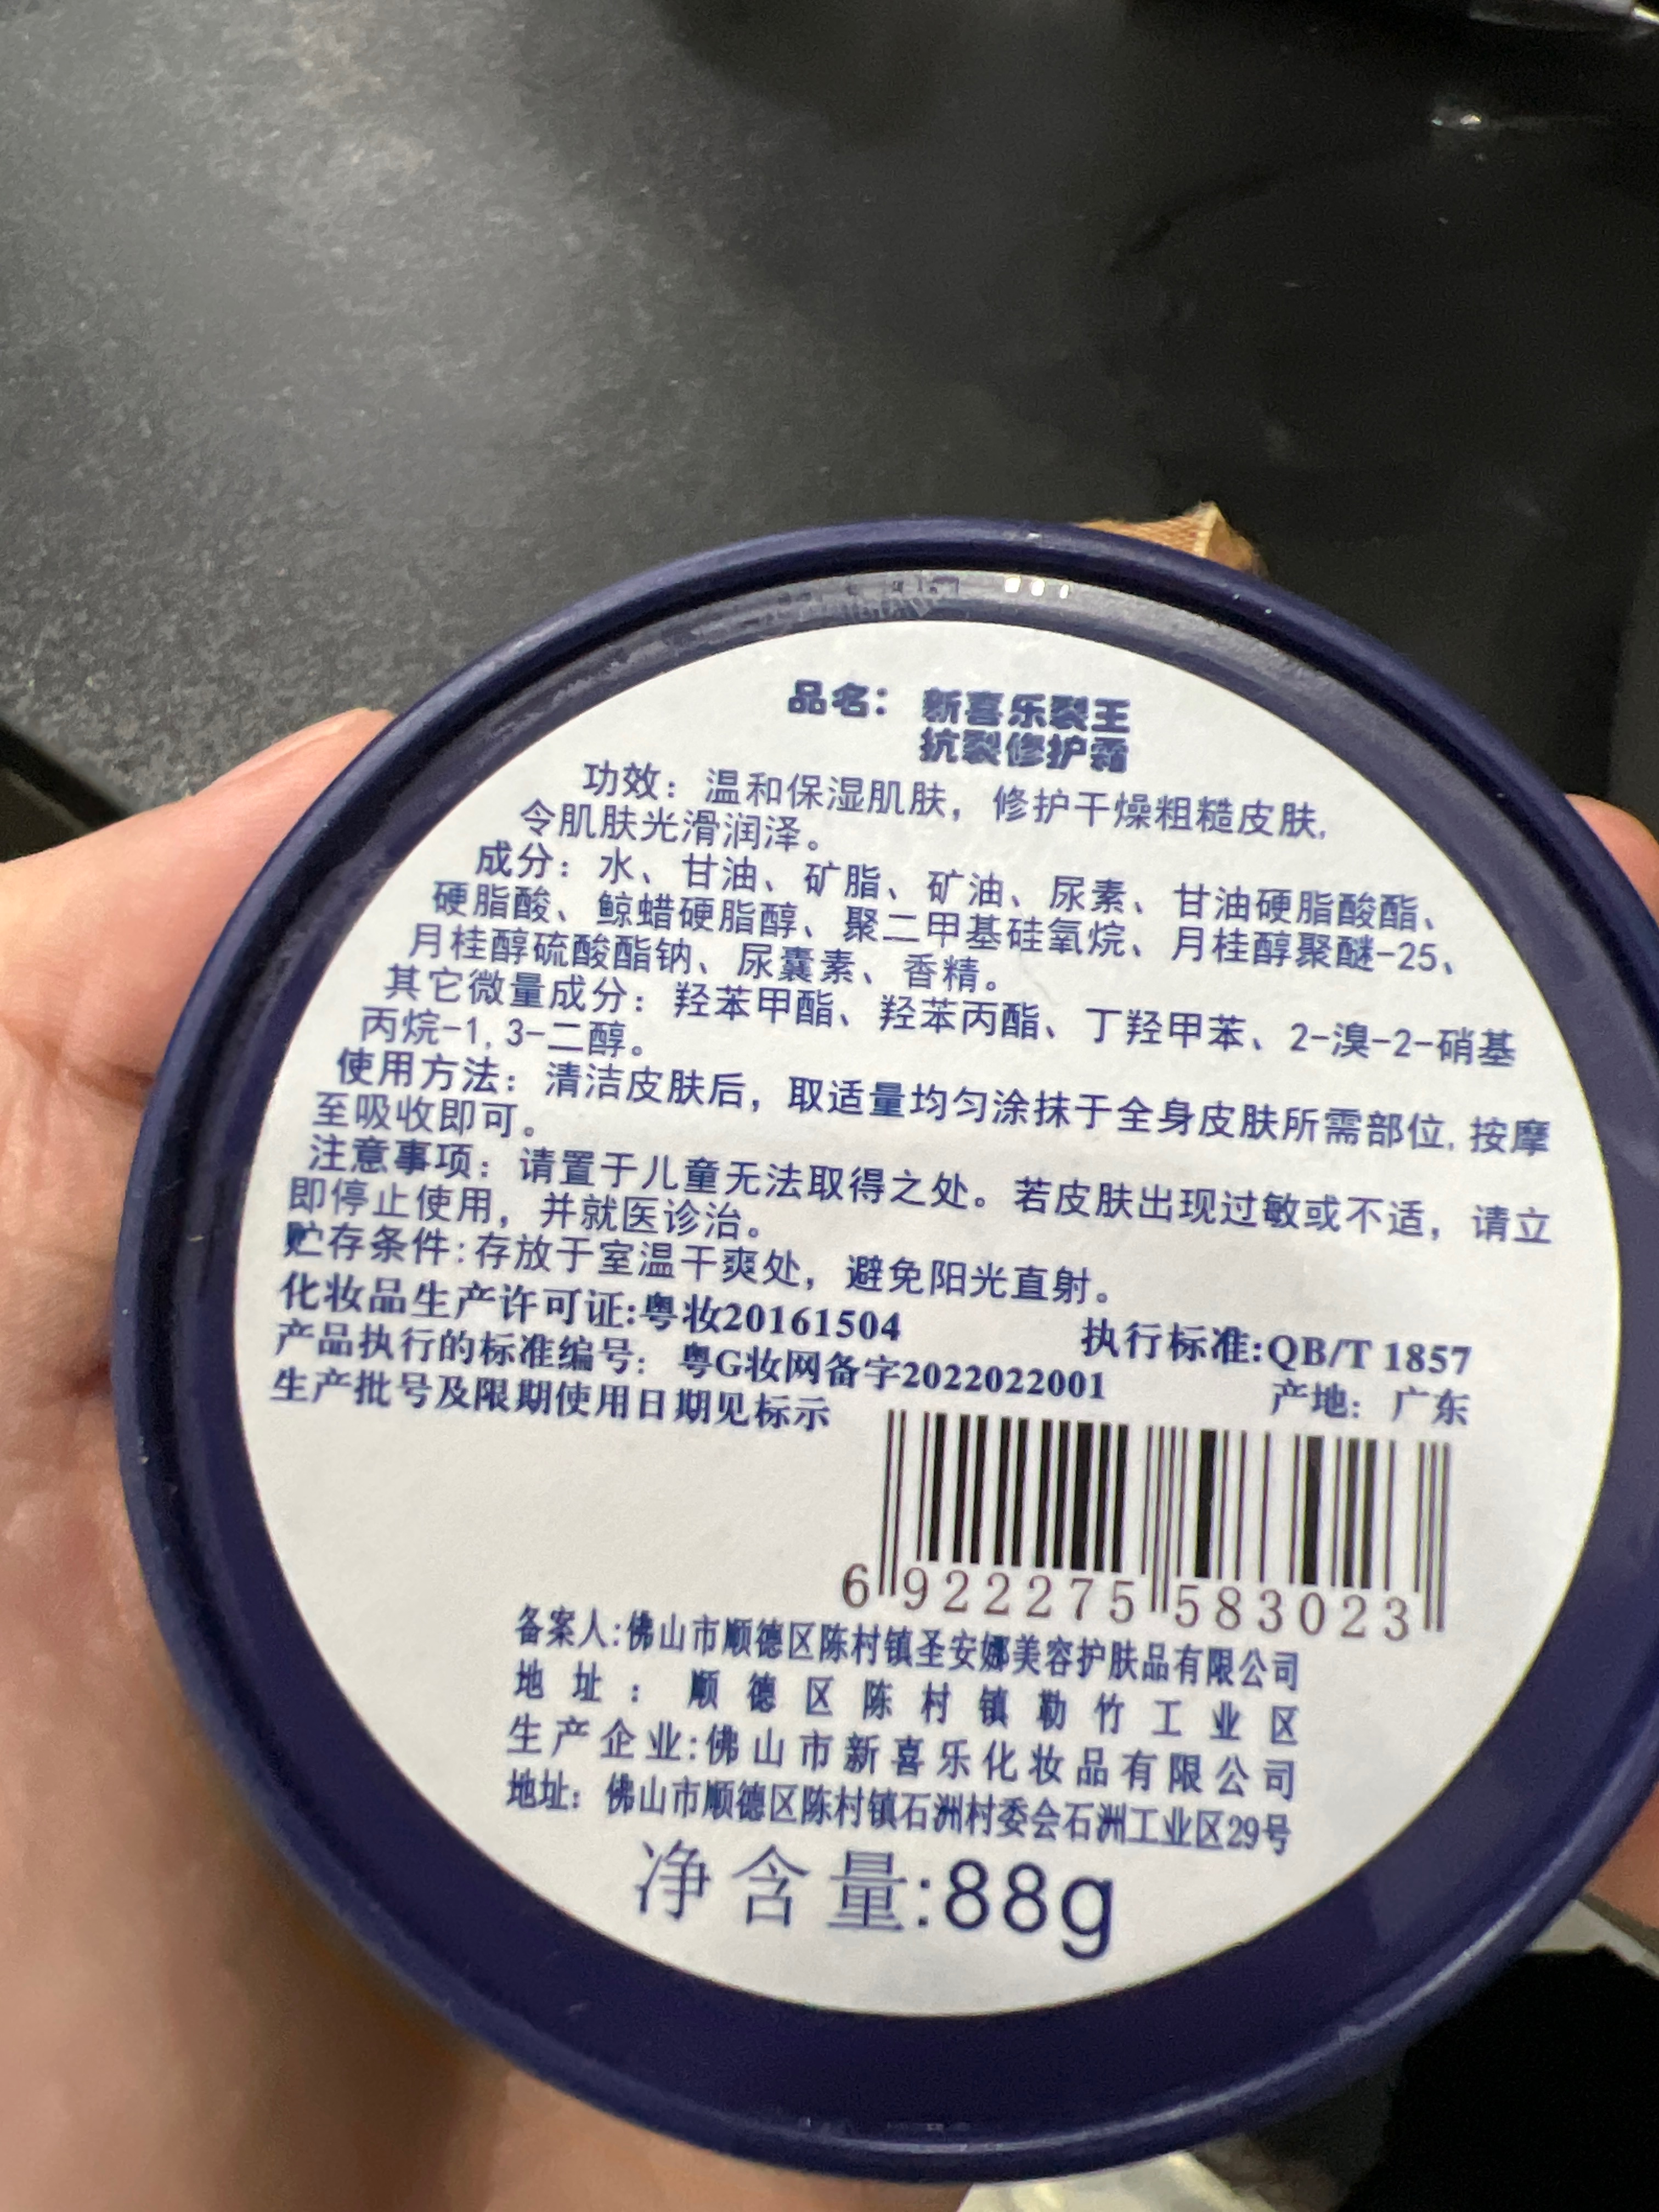 品名：新喜乐裂王
抗裂修护霜
功效：温和保湿肌肤，修护干燥粗糙皮肤，
令肌肤光滑润泽。
成分：水、甘油、矿脂、矿油、尿素、甘油硬脂酸酯、
硬脂酸、鲸蜡硬脂醇、聚二甲基硅氧烷、月桂醇聚醚-25、
月桂醇硫酸酯钠、尿囊素、香精。
其它微量成分：羟苯甲酯、羟苯丙酯、丁羟甲苯、2-溴-2-硝基
丙烷-1,3-二醇。
使用方法：清洁皮肤后，取适量均匀涂抹于全身皮肤所需部位,按摩
至吸收即可。
注意事项：请置于儿童无法取得之处。若皮肤出现过敏或不适，请立
即停止使用，并就医诊治。
贮存条件:存放于室温干爽处，避免阳光直射。
化妆品生产许可证:粤妆20161504 执行标准:QB/T 1857
产品执行的标准编号：粤G妆网备字2022022001
生产批号及限期使用日期见标示 产地：广东
6 922275 583023
备案人:佛山市顺德区陈村镇圣安娜美容护肤品有限公司
地址：顺德区陈村镇勒竹工业区
生产企业:佛山市新喜乐化妆品有限公司
地址：佛山市顺德区陈村镇石洲村委会石洲工业区29号
净含量:88g